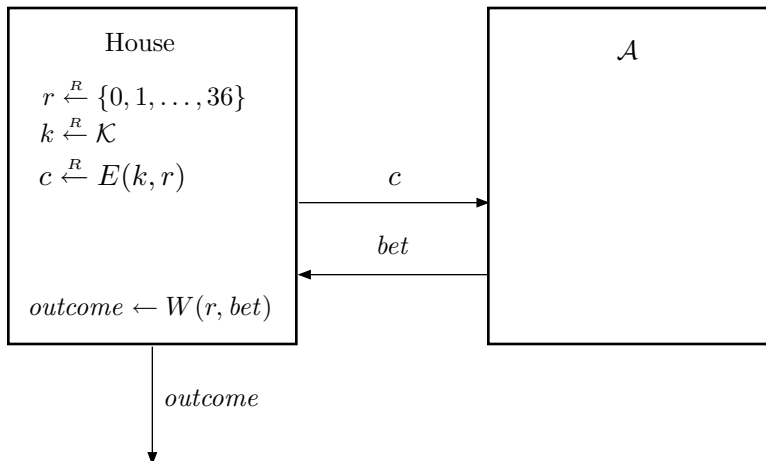 House
r ←R {0, 1, . . . , 36}
k ←R 𝒦
c ←R E(k, r)
outcome ← W(r, bet)
outcome
c
bet
𝒜